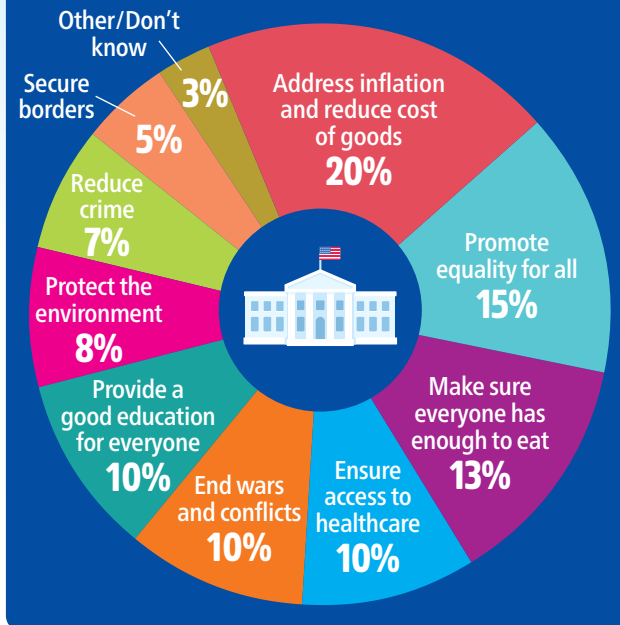 Other/Don't
know
3%
Address inflation
and reduce cost
of goods
20%
Promote
equality for all
15%
Make sure
everyone has
enough to eat
13%
Ensure
access to
healthcare
10%
End wars
and conflicts
10%
Provide a
good education
for everyone
10%
Protect the
environment
8%
Reduce
crime
7%
Secure
borders
5%